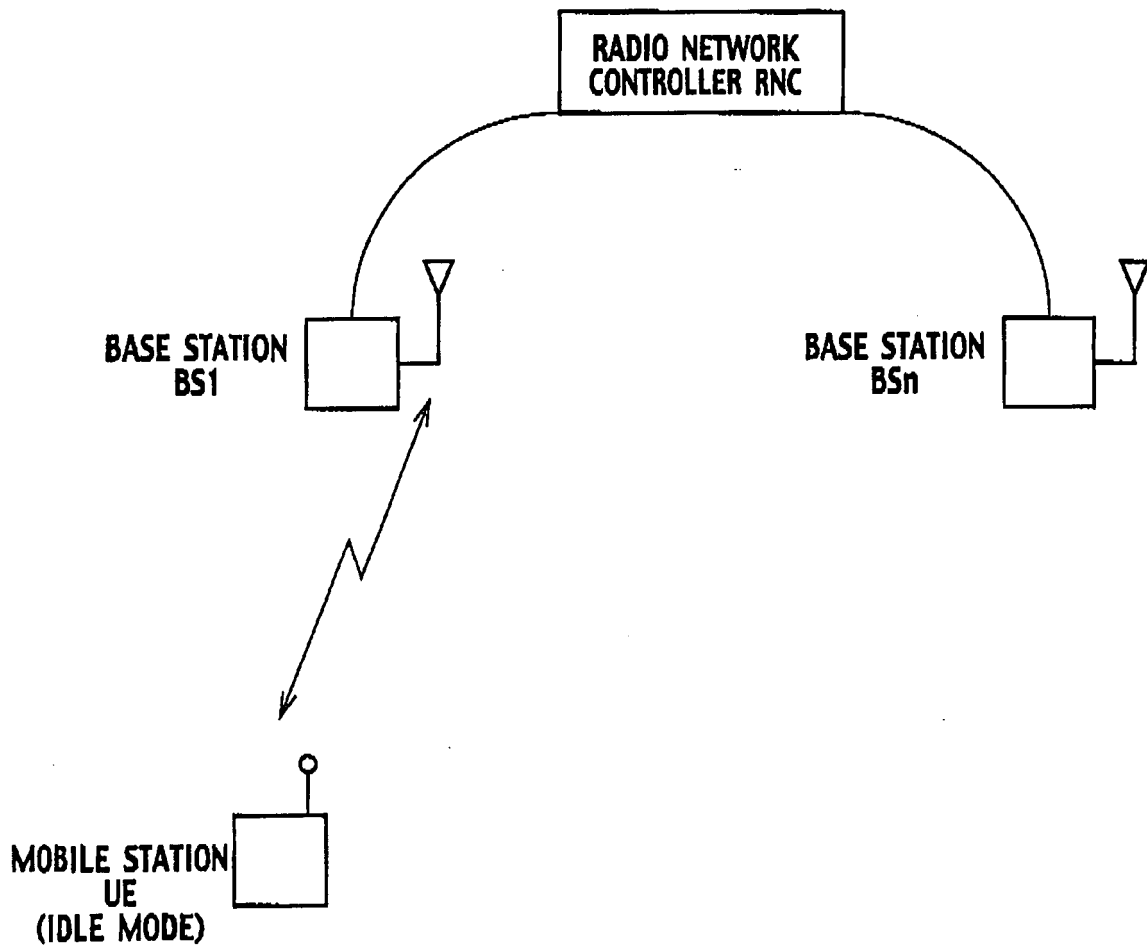 RADIO NETWORK
CONTROLLER RNC
BASE STATION
BS1
BASE STATION
BSn
MOBILE STATION
UE
(IDLE MODE)